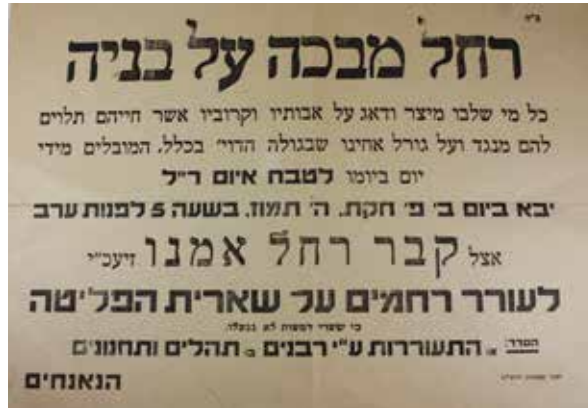 ב"ה
רחל מבכה על בניה
כל מי שלבו מיצר ודאג על אבותיו וקרוביו אשר חייהם תלוים
להם מנגד ועל גורל אחינו שבגולה הדוי' בכלל, המובלים מידי
יום ביומו לטבח איום ר"ל
יבא ביום ב' פ' חקת, ה' תמוז, בשעה 5 לפנות ערב
אצל קבר רחל אמנו זיעכ"י
לעורר רחמים על שארית הפליטה
כי שערי דמעות לא ננעלו.
הסדר: א) התעוררות ע"י רבנים ב) תהלים ותחנונים
הנאנחים